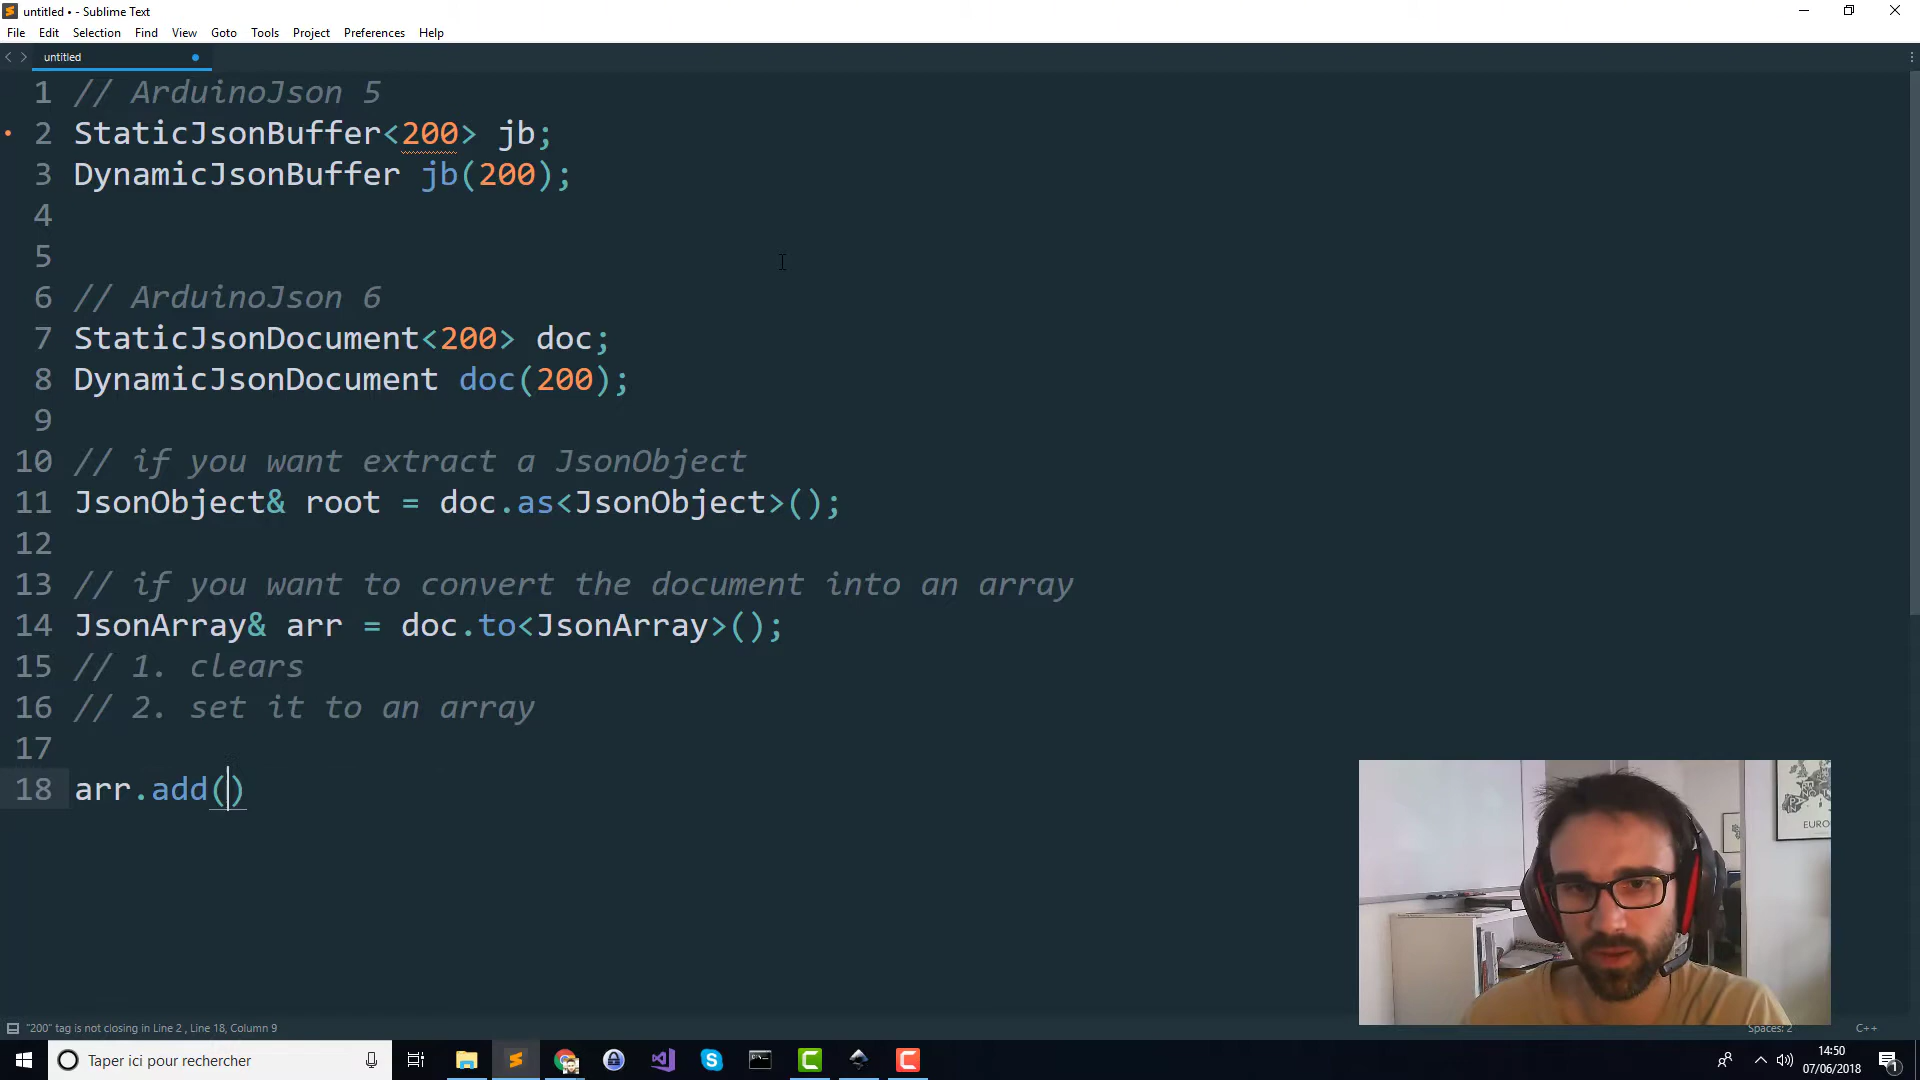 untitled • - Sublime Text
File Edit Selection Find View Goto Tools Project Preferences Help
untitled
1 // ArduinoJson 5
2 StaticJsonBuffer<200> jb;
3 DynamicJsonBuffer jb(200);
4
5
6 // ArduinoJson 6
7 StaticJsonDocument<200> doc;
8 DynamicJsonDocument doc(200);
9
10 // if you want extract a JsonObject
11 JsonObject& root = doc.as<JsonObject>();
12
13 // if you want to convert the document into an array
14 JsonArray& arr = doc.to<JsonArray>();
15 // 1. clears
16 // 2. set it to an array
17
18 arr.add()
EURO
"200" tag is not closing in Line 2 , Line 18, Column 9
Spaces: 2 C++
Taper ici pour rechercher
14:50
07/06/2018
1